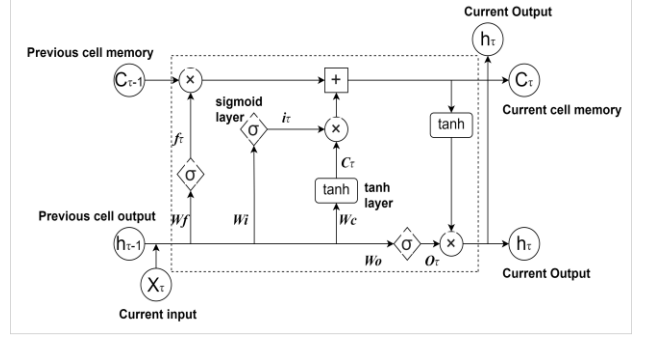 Current Output
hτ
Previous cell memory
Cτ-1
×
+
Cτ
Current cell memory
sigmoid
layer
σ
iτ
×
tanh
fτ
Cτ
σ
tanh
tanh
layer
Previous cell output
Wf
Wi
Wc
hτ-1
σ
×
hτ
Wo
Oτ
Current Output
Xτ
Current input